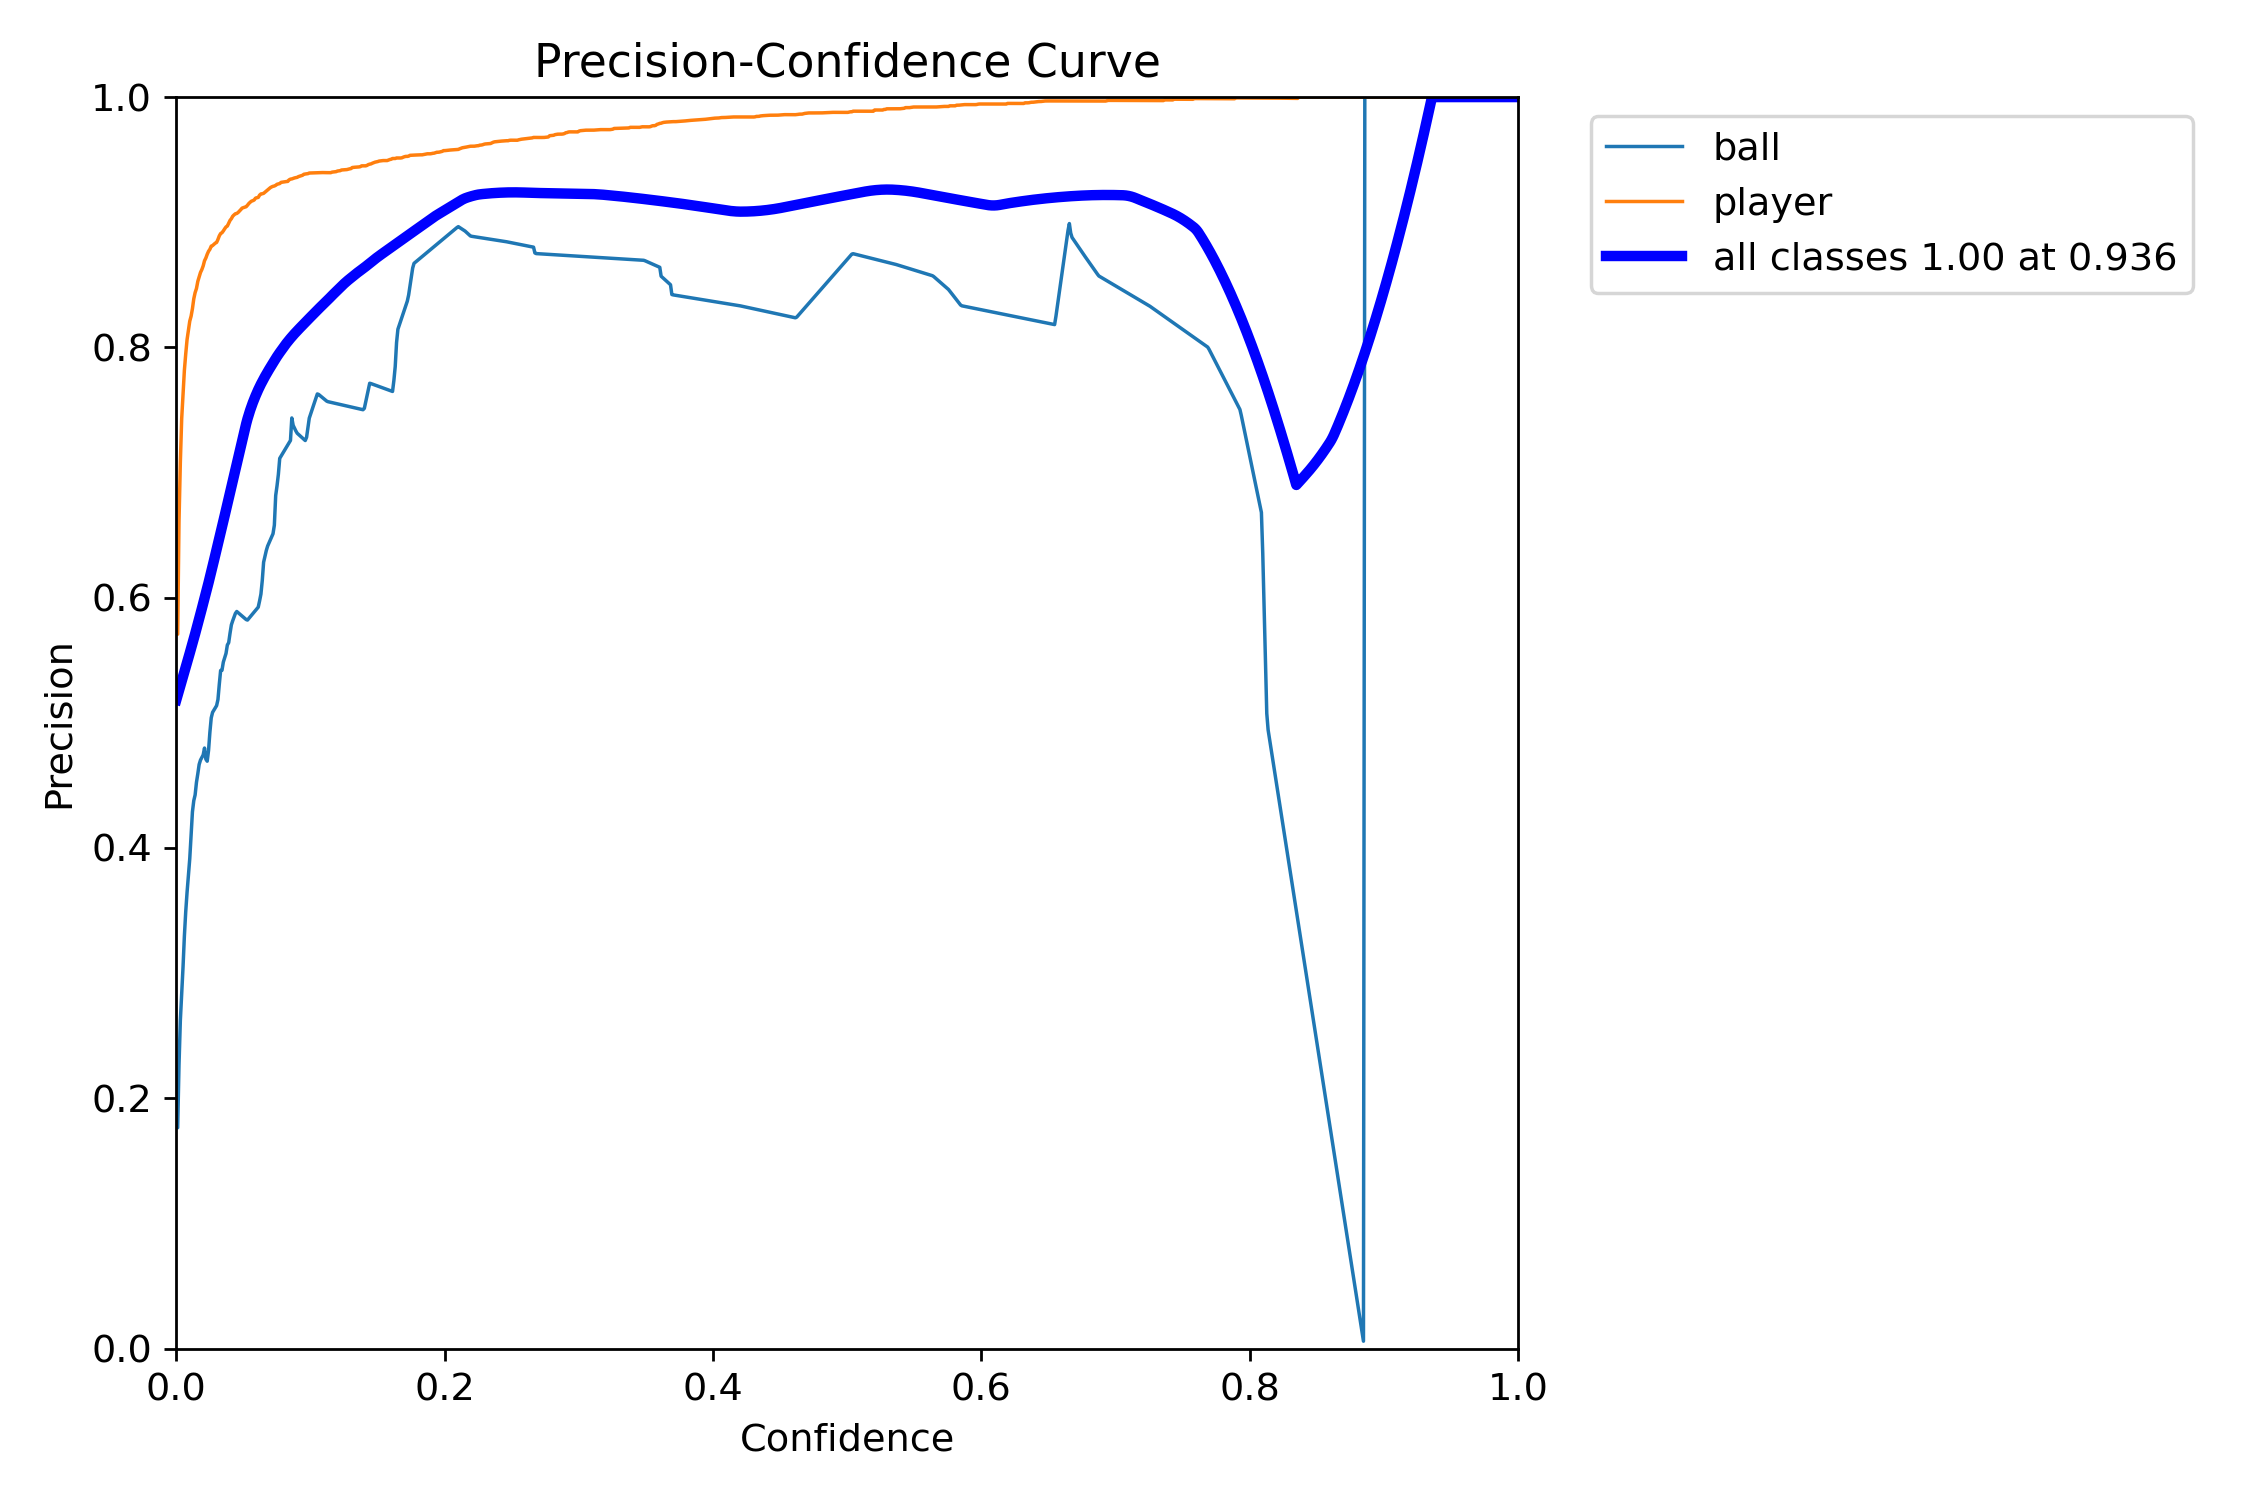 Precision-Confidence Curve
1.0
0.8
0.6
0.4
0.2
0.0
Precision
0.0 0.2 0.4 0.6 0.8 1.0
Confidence
ball
player
all classes 1.00 at 0.936